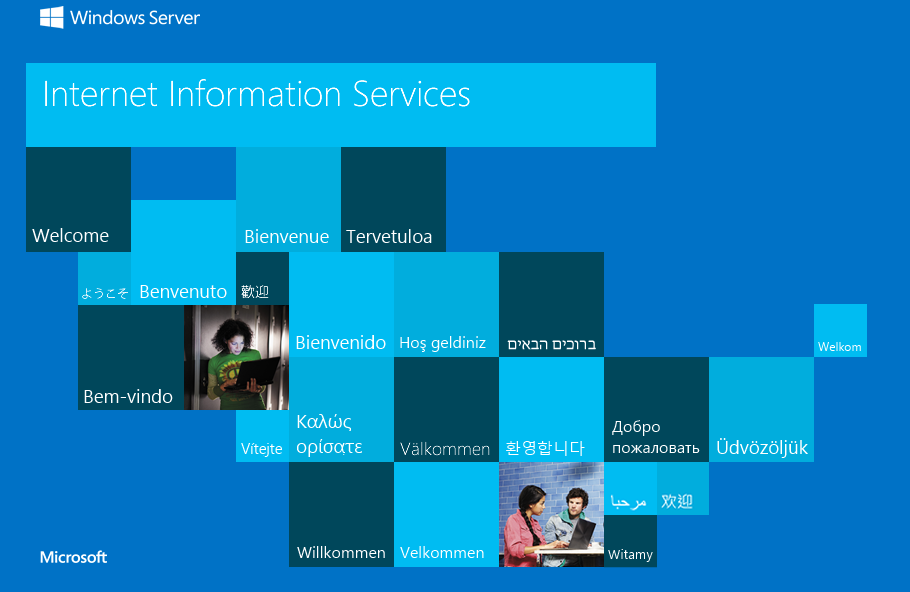 Windows Server
Internet Information Services
Welcome
Bienvenue
Tervetuloa
ようこそ
Benvenuto
歡迎
Bienvenido
Hoş geldiniz
ברוכים הבאים
Welkom
Bem-vindo
Vítejte
Καλώς
ορίσατε
Välkommen
환영합니다
Добро
пожаловать
Üdvözöljük
مرحبا
欢迎
Willkommen
Velkommen
Witamy
Microsoft